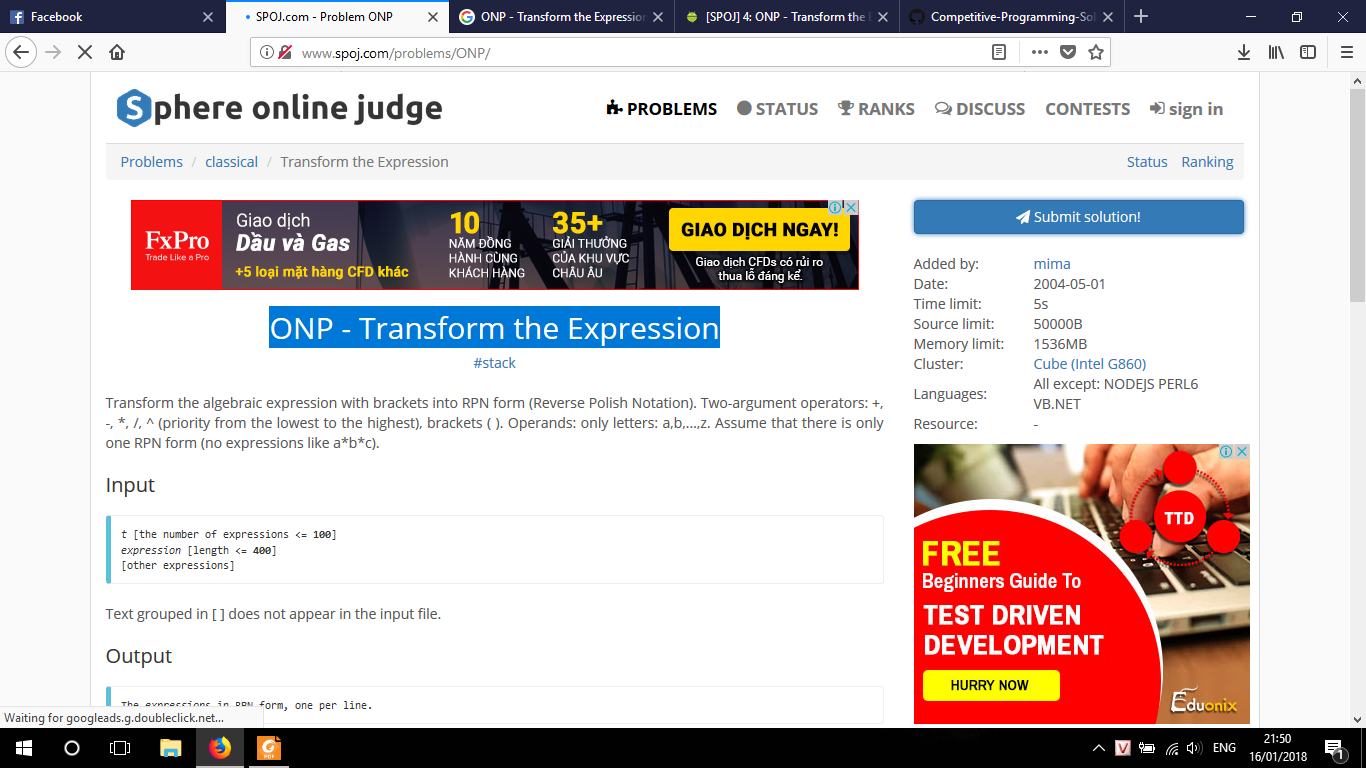 Facebook
SPOJ.com - Problem ONP
ONP - Transform the Expression
[SPOJ] 4: ONP - Transform the E
Competitive-Programming-Sol
www.spoj.com/problems/ONP/
Sphere online judge
PROBLEMS
STATUS
RANKS
DISCUSS
CONTESTS
sign in
Problems / classical / Transform the Expression
Status Ranking
FxPro
Trade Like a Pro
Giao dịch
Dầu và Gas
+5 loại mặt hàng CFD khác
10
NĂM ĐỒNG
HÀNH CÙNG
KHÁCH HÀNG
35+
GIẢI THƯỞNG
CỦA KHU VỰC
CHÂU ÂU
GIAO DỊCH NGAY!
Giao dịch CFDs có rủi ro
thua lỗ đáng kể.
Submit solution!
ONP - Transform the Expression
#stack
Transform the algebraic expression with brackets into RPN form (Reverse Polish Notation). Two-argument operators: +,
-, *, /, ^ (priority from the lowest to the highest), brackets ( ). Operands: only letters: a,b,...,z. Assume that there is only
one RPN form (no expressions like a*b*c).
Input
t [the number of expressions <= 100]
expression [length <= 400]
[other expressions]
Text grouped in [ ] does not appear in the input file.
Output
The expressions in RPN form, one per line.
Added by: mima
Date: 2004-05-01
Time limit: 5s
Source limit: 50000B
Memory limit: 1536MB
Cluster: Cube (Intel G860)
Languages: All except: NODEJS PERL6
VB.NET
Resource: -
TTD
FREE
Beginners Guide To
TEST DRIVEN
DEVELOPMENT
HURRY NOW
Eduonix
Waiting for googleads.g.doubleclick.net...
PDF
V
ENG
21:50
16/01/2018
1